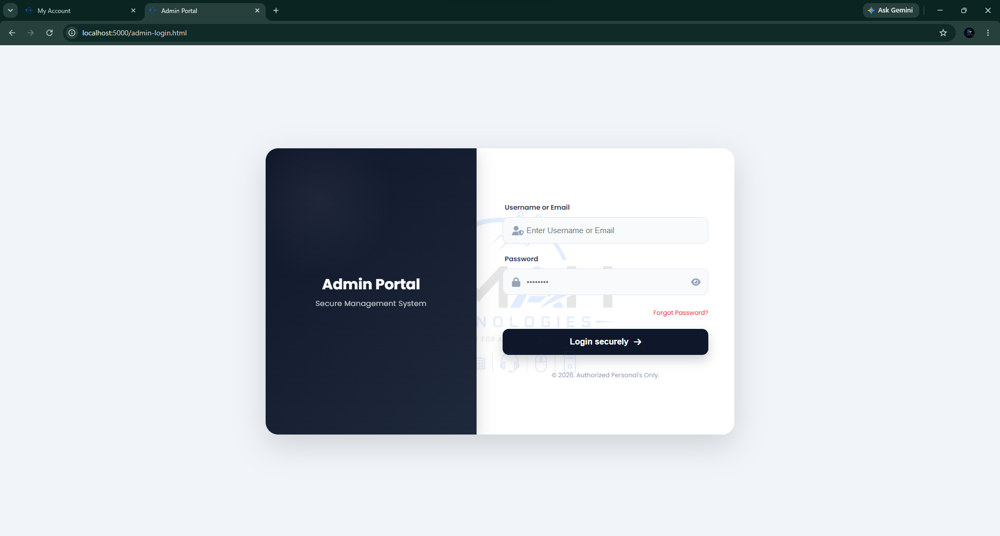 My Account
Admin Portal
Ask Gemini
localhost:5000/admin-login.html
Admin Portal
Secure Management System
Username or Email
Enter Username or Email
Password
••••••••
NOLOGIES
FOR A
Forgot Password?
Login securely
© 2026. Authorized Personal's Only.